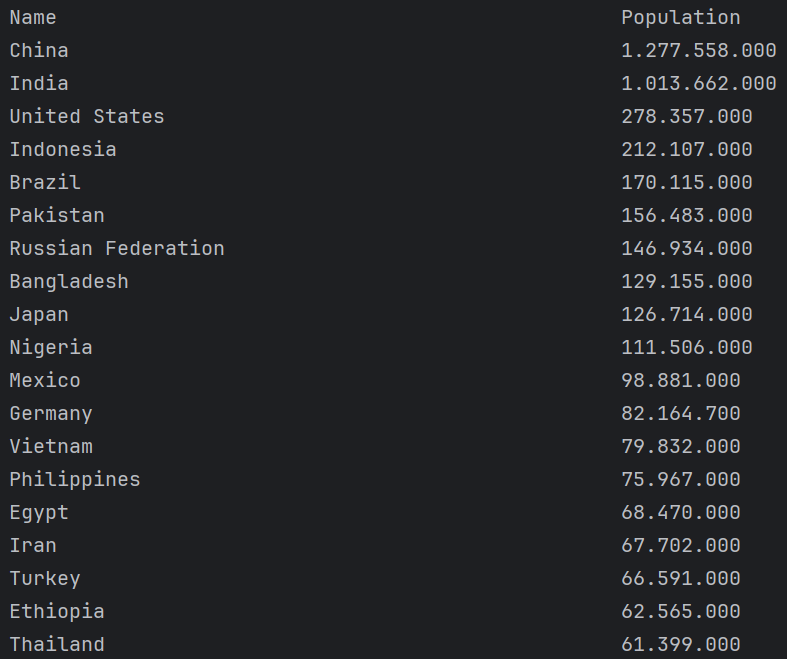 Name Population
China 1.277.558.000
India 1.013.662.000
United States 278.357.000
Indonesia 212.107.000
Brazil 170.115.000
Pakistan 156.483.000
Russian Federation 146.934.000
Bangladesh 129.155.000
Japan 126.714.000
Nigeria 111.506.000
Mexico 98.881.000
Germany 82.164.700
Vietnam 79.832.000
Philippines 75.967.000
Egypt 68.470.000
Iran 67.702.000
Turkey 66.591.000
Ethiopia 62.565.000
Thailand 61.399.000